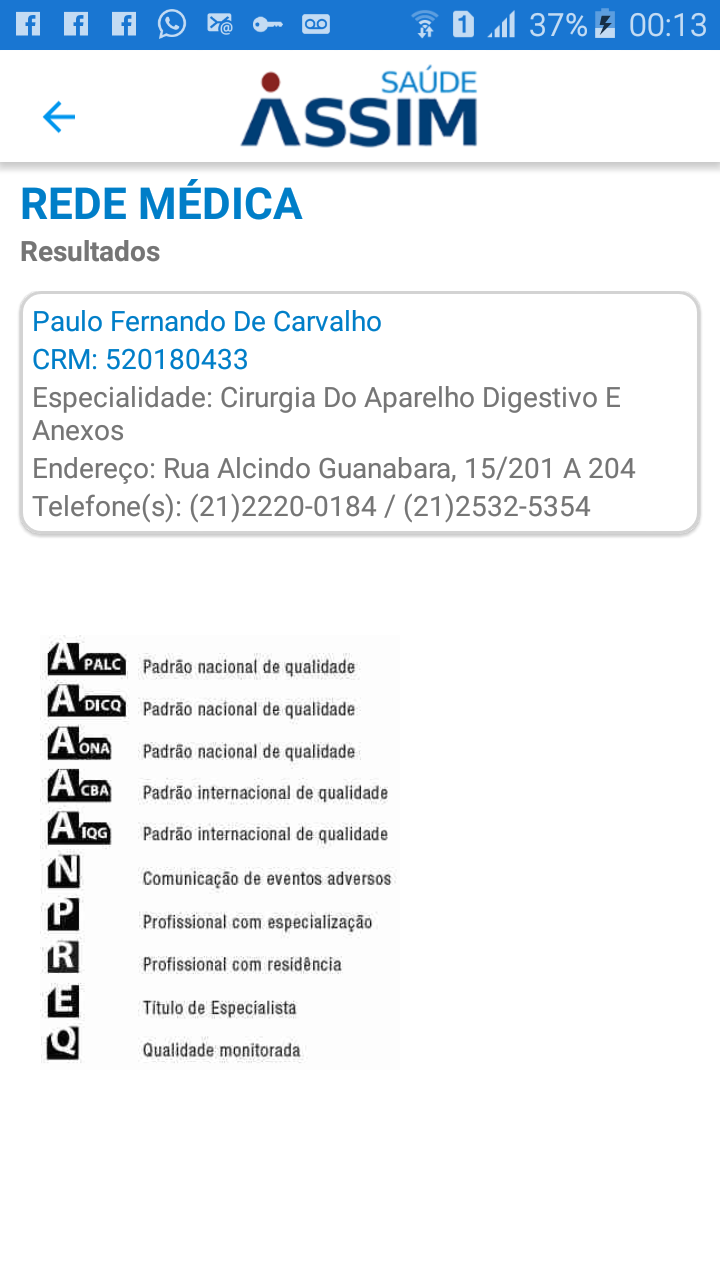 1 37% 00:13
SAÚDE
ASSIM
REDE MÉDICA
Resultados
Paulo Fernando De Carvalho
CRM: 520180433
Especialidade: Cirurgia Do Aparelho Digestivo E
Anexos
Endereço: Rua Alcindo Guanabara, 15/201 A 204
Telefone(s): (21)2220-0184 / (21)2532-5354
A PALC Padrão nacional de qualidade
A DICQ Padrão nacional de qualidade
A ONA Padrão nacional de qualidade
A CBA Padrão internacional de qualidade
A IQG Padrão internacional de qualidade
N Comunicação de eventos adversos
P Profissional com especialização
R Profissional com residência
E Título de Especialista
Q Qualidade monitorada